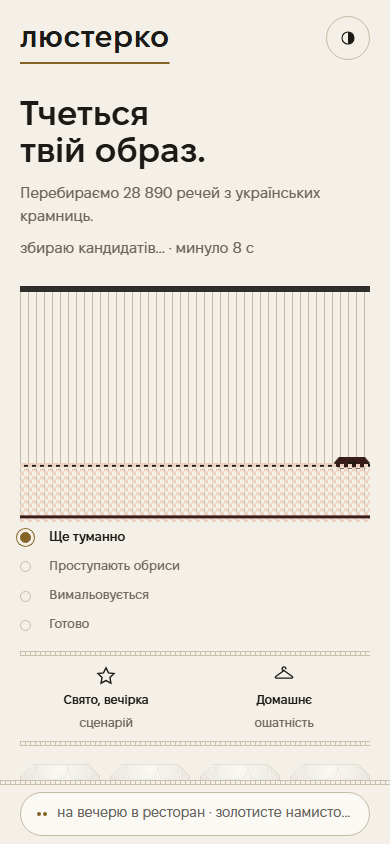 люстерко
Тчеться
твій образ.
Перебираємо 28 890 речей з українських
крамниць.
збираю кандидатів… · минуло 8 с
Ще туманно
Проступають обриси
Вимальовується
Готово
Свято, вечірка
сценарій
Домашнє
ошатність
на вечерю в ресторан · золотисте намисто…